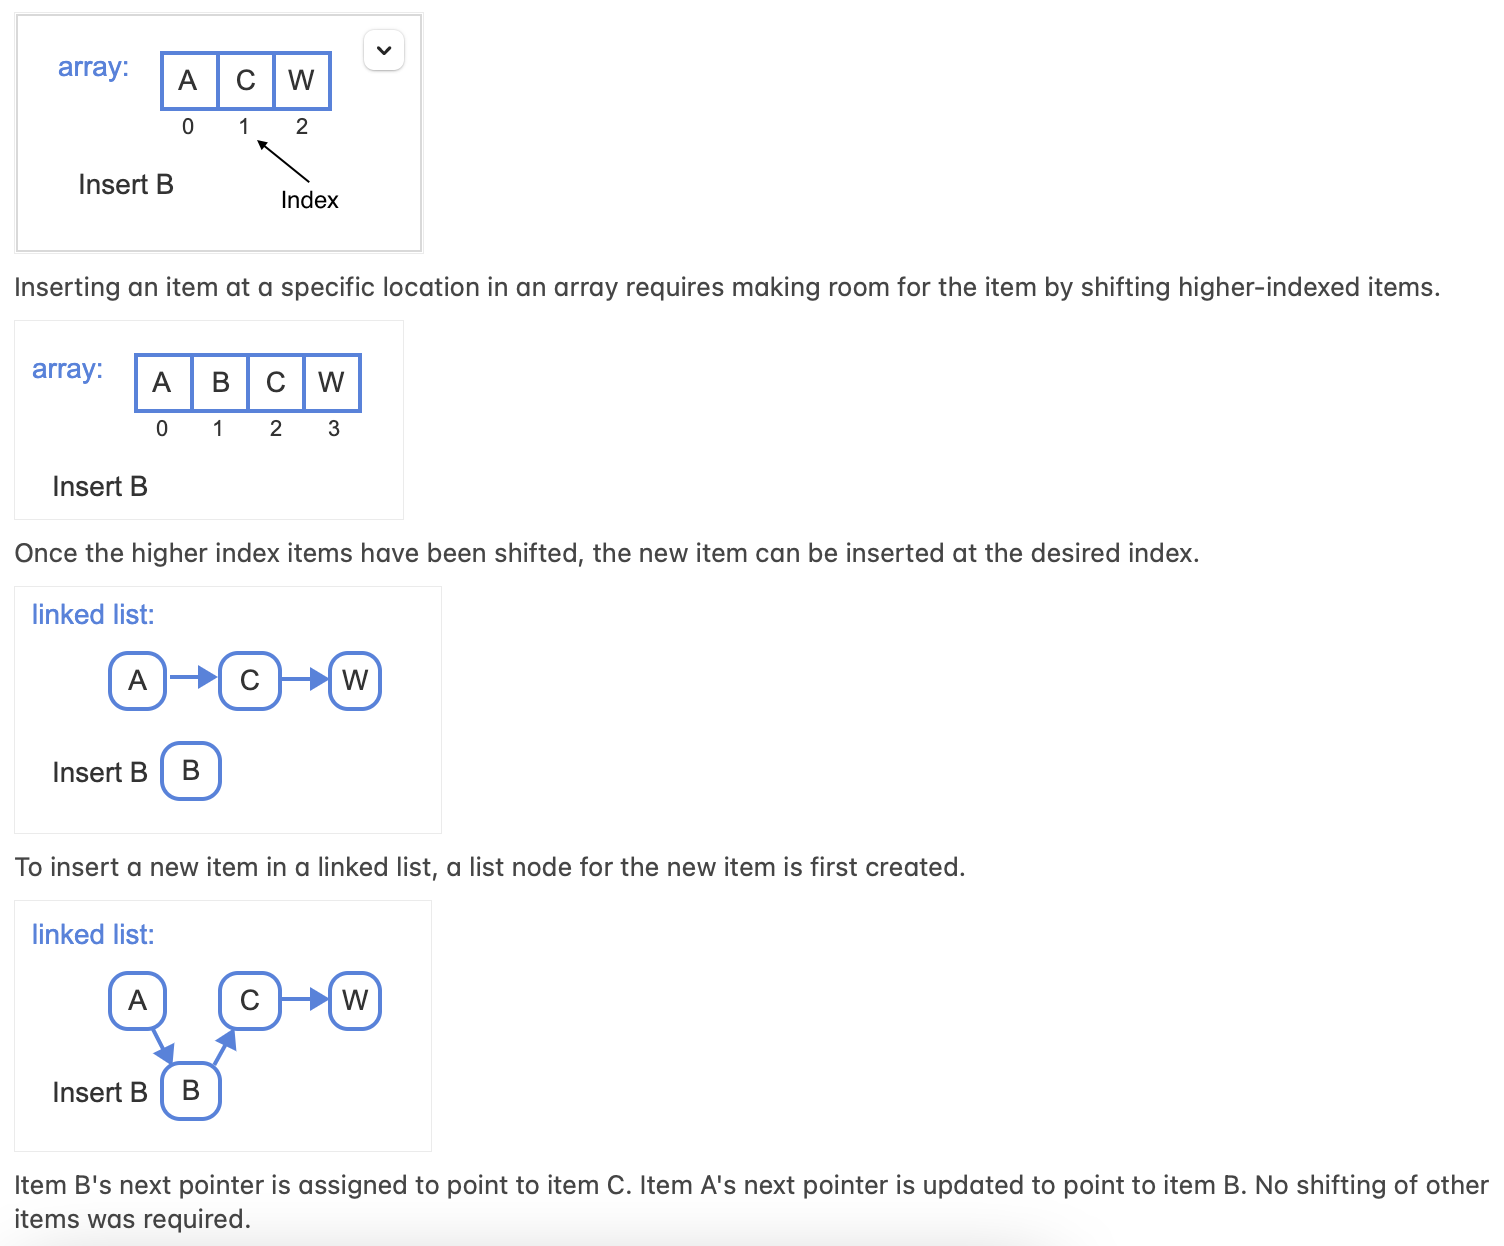 array:
A C W
0 1 2
Insert B
Index
Inserting an item at a specific location in an array requires making room for the item by shifting higher-indexed items.
array:
A B C W
0 1 2 3
Insert B
Once the higher index items have been shifted, the new item can be inserted at the desired index.
linked list:
A C W
Insert B B
To insert a new item in a linked list, a list node for the new item is first created.
linked list:
A C W
Insert B B
Item B's next pointer is assigned to point to item C. Item A's next pointer is updated to point to item B. No shifting of other
items was required.